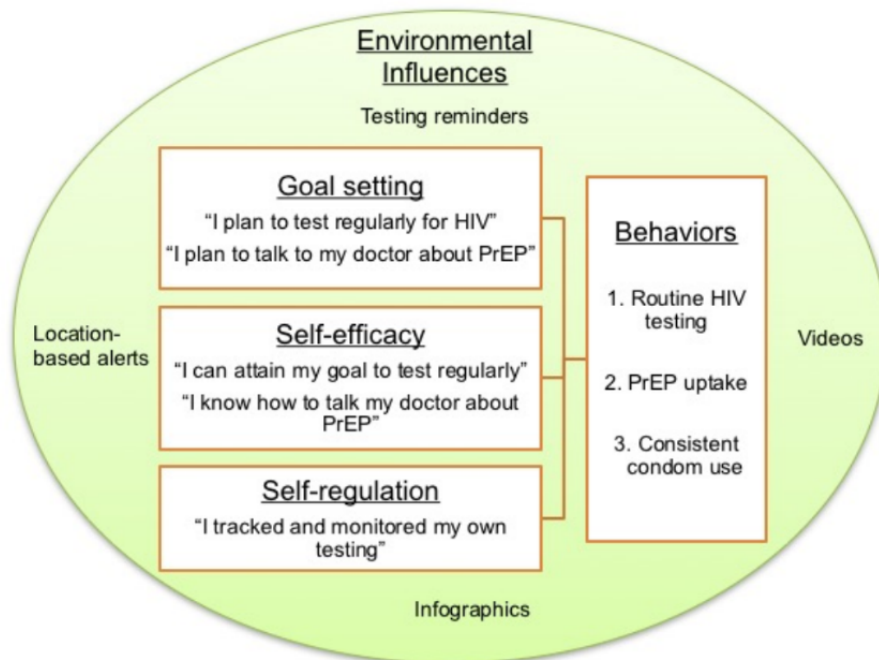 Environmental
Influences
Testing reminders
Goal setting
“I plan to test regularly for HIV”
“I plan to talk to my doctor about PrEP”
Self-efficacy
“I can attain my goal to test regularly”
“I know how to talk my doctor about
PrEP”
Self-regulation
“I tracked and monitored my own
testing”
Behaviors
1. Routine HIV
testing
2. PrEP uptake
3. Consistent
condom use
Location-
based alerts
Videos
Infographics